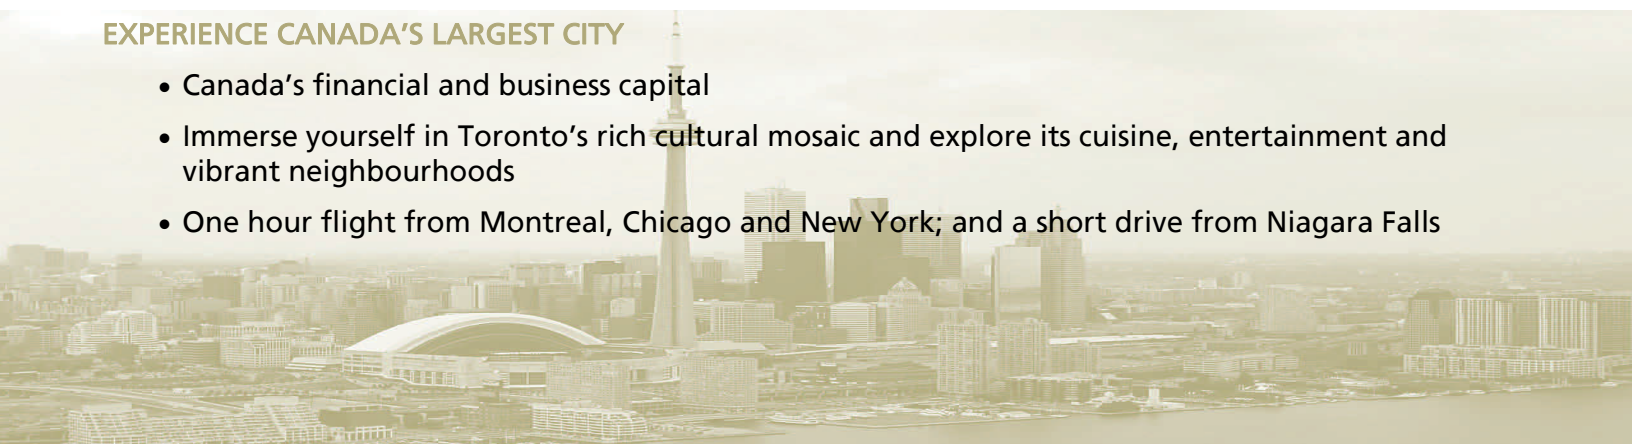 EXPERIENCE CANADA'S LARGEST CITY
• Canada's financial and business capital
• Immerse yourself in Toronto's rich cultural mosaic and explore its cuisine, entertainment and
vibrant neighbourhoods
• One hour flight from Montreal, Chicago and New York; and a short drive from Niagara Falls